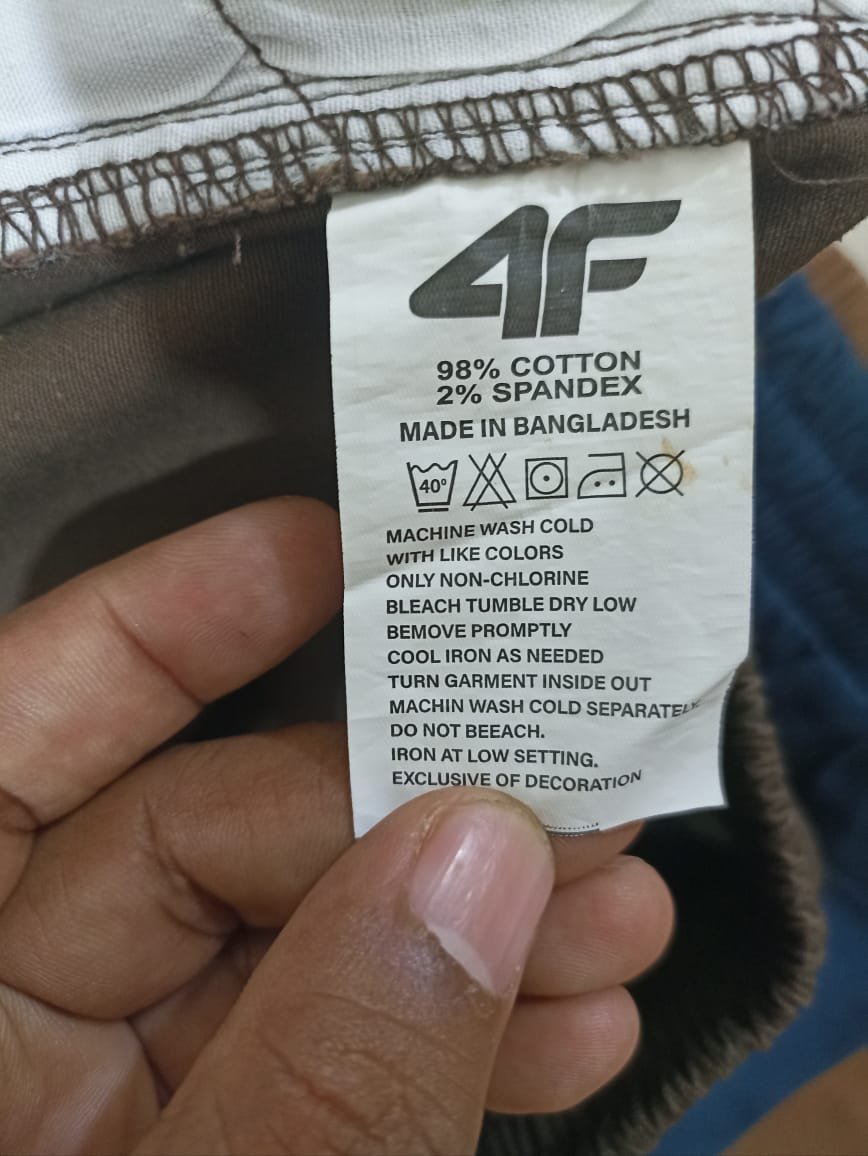 4F
98% COTTON
2% SPANDEX
MADE IN BANGLADESH
40°
MACHINE WASH COLD
WITH LIKE COLORS
ONLY NON-CHLORINE
BLEACH TUMBLE DRY LOW
BEMOVE PROMPTLY
COOL IRON AS NEEDED
TURN GARMENT INSIDE OUT
MACHIN WASH COLD SEPARATELY
DO NOT BEEACH.
IRON AT LOW SETTING.
EXCLUSIVE OF DECORATION